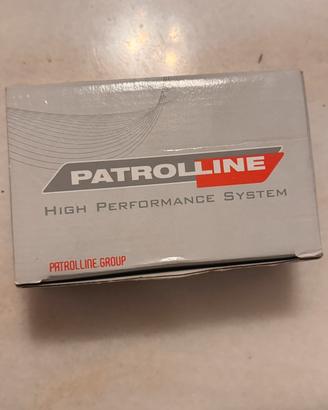 PATROLLINE
HIGH PERFORMANCE SYSTEM
PATROLLINE.GROUP